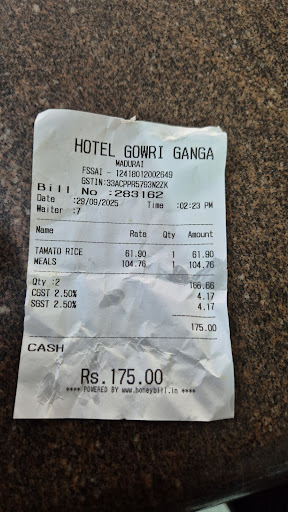 HOTEL GOWRI GANGA
MADURAI
FSSAI - 12418012002649
GSTIN:33ACPPR5793N2ZK
Bill No :283162
Date :29/09/2025 Time :02:23 PM
Waiter :7
Name Rate Qty Amount
TAMATO RICE 61.90 1 61.90
MEALS 104.76 1 104.76
Qty :2 166.66
CGST 2.50% 4.17
SGST 2.50% 4.17
175.00
CASH
Rs.175.00
**** POWERED BY www.honeybill.in ****